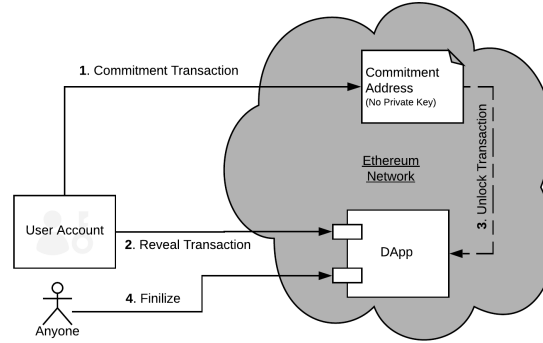 1. Commitment Transaction
Commitment
Address
(No Private Key)
3. Unlock Transaction
Ethereum
Network
User Account
2. Reveal Transaction
DApp
4. Finilize
Anyone